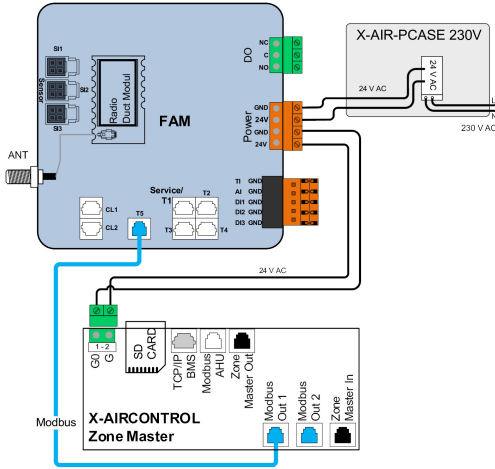 X-AIR-PCASE 230V
24 V AC
L
N
230 V AC
24 V AC
SI1
SI2
SI3
Sensor
Radio
Duct Modul
FAM
DO
NC
C
NO
Power
GND
24V
GND
24V
ANT
Service/
T1
T2
T3
T4
T5
CL1
CL2
TI GND
AI GND
DI1 GND
DI2 GND
DI3 GND
24 V AC
1 - 2
G0
G
SD
CARD
TCP/IP
BMS
Modbus
AHU
Zone
Master Out
Modbus
X-AIRCONTROL
Zone Master
Modbus
Out 1
Modbus
Out 2
Zone
Master In